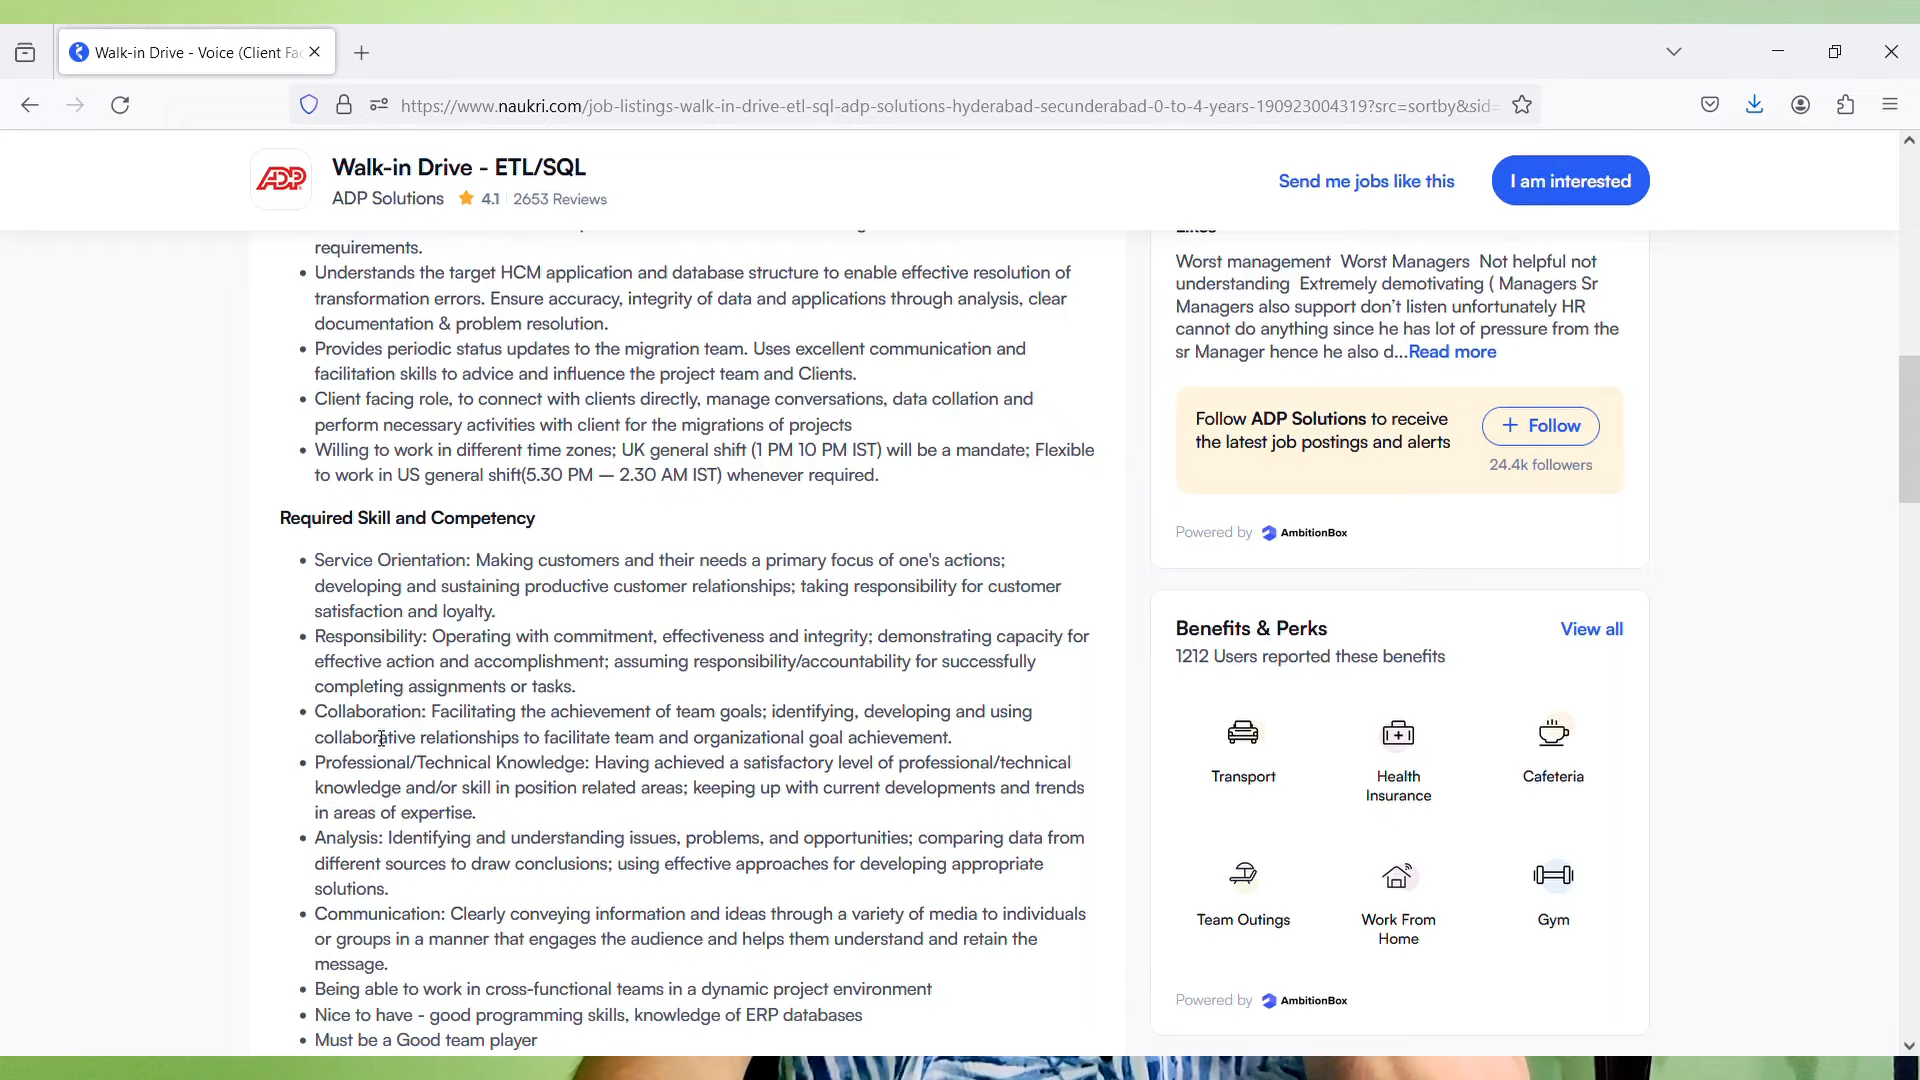 Walk-in Drive - Voice (Client Fac
https://www.naukri.com/job-listings-walk-in-drive-etl-sql-adp-solutions-hyderabad-secunderabad-0-to-4-years-190923004319?src=sortby&sid=
ADP
Walk-in Drive - ETL/SQL
ADP Solutions 4.1 2653 Reviews
Send me jobs like this
I am interested
requirements.
• Understands the target HCM application and database structure to enable effective resolution of
transformation errors. Ensure accuracy, integrity of data and applications through analysis, clear
documentation & problem resolution.
• Provides periodic status updates to the migration team. Uses excellent communication and
facilitation skills to advice and influence the project team and Clients.
• Client facing role, to connect with clients directly, manage conversations, data collation and
perform necessary activities with client for the migrations of projects
• Willing to work in different time zones; UK general shift (1 PM 10 PM IST) will be a mandate; Flexible
to work in US general shift(5.30 PM — 2.30 AM IST) whenever required.
Required Skill and Competency
• Service Orientation: Making customers and their needs a primary focus of one's actions;
developing and sustaining productive customer relationships; taking responsibility for customer
satisfaction and loyalty.
• Responsibility: Operating with commitment, effectiveness and integrity; demonstrating capacity for
effective action and accomplishment; assuming responsibility/accountability for successfully
completing assignments or tasks.
• Collaboration: Facilitating the achievement of team goals; identifying, developing and using
collaborative relationships to facilitate team and organizational goal achievement.
• Professional/Technical Knowledge: Having achieved a satisfactory level of professional/technical
knowledge and/or skill in position related areas; keeping up with current developments and trends
in areas of expertise.
• Analysis: Identifying and understanding issues, problems, and opportunities; comparing data from
different sources to draw conclusions; using effective approaches for developing appropriate
solutions.
• Communication: Clearly conveying information and ideas through a variety of media to individuals
or groups in a manner that engages the audience and helps them understand and retain the
message.
• Being able to work in cross-functional teams in a dynamic project environment
• Nice to have - good programming skills, knowledge of ERP databases
• Must be a Good team player
Worst management Worst Managers Not helpful not
understanding Extremely demotivating ( Managers Sr
Managers also support don't listen unfortunately HR
cannot do anything since he has lot of pressure from the
sr Manager hence he also d...Read more
Follow ADP Solutions to receive
the latest job postings and alerts
+ Follow
24.4k followers
Powered by AmbitionBox
Benefits & Perks
View all
1212 Users reported these benefits
Transport
Health
Insurance
Cafeteria
Team Outings
Work From
Home
Gym
Powered by AmbitionBox